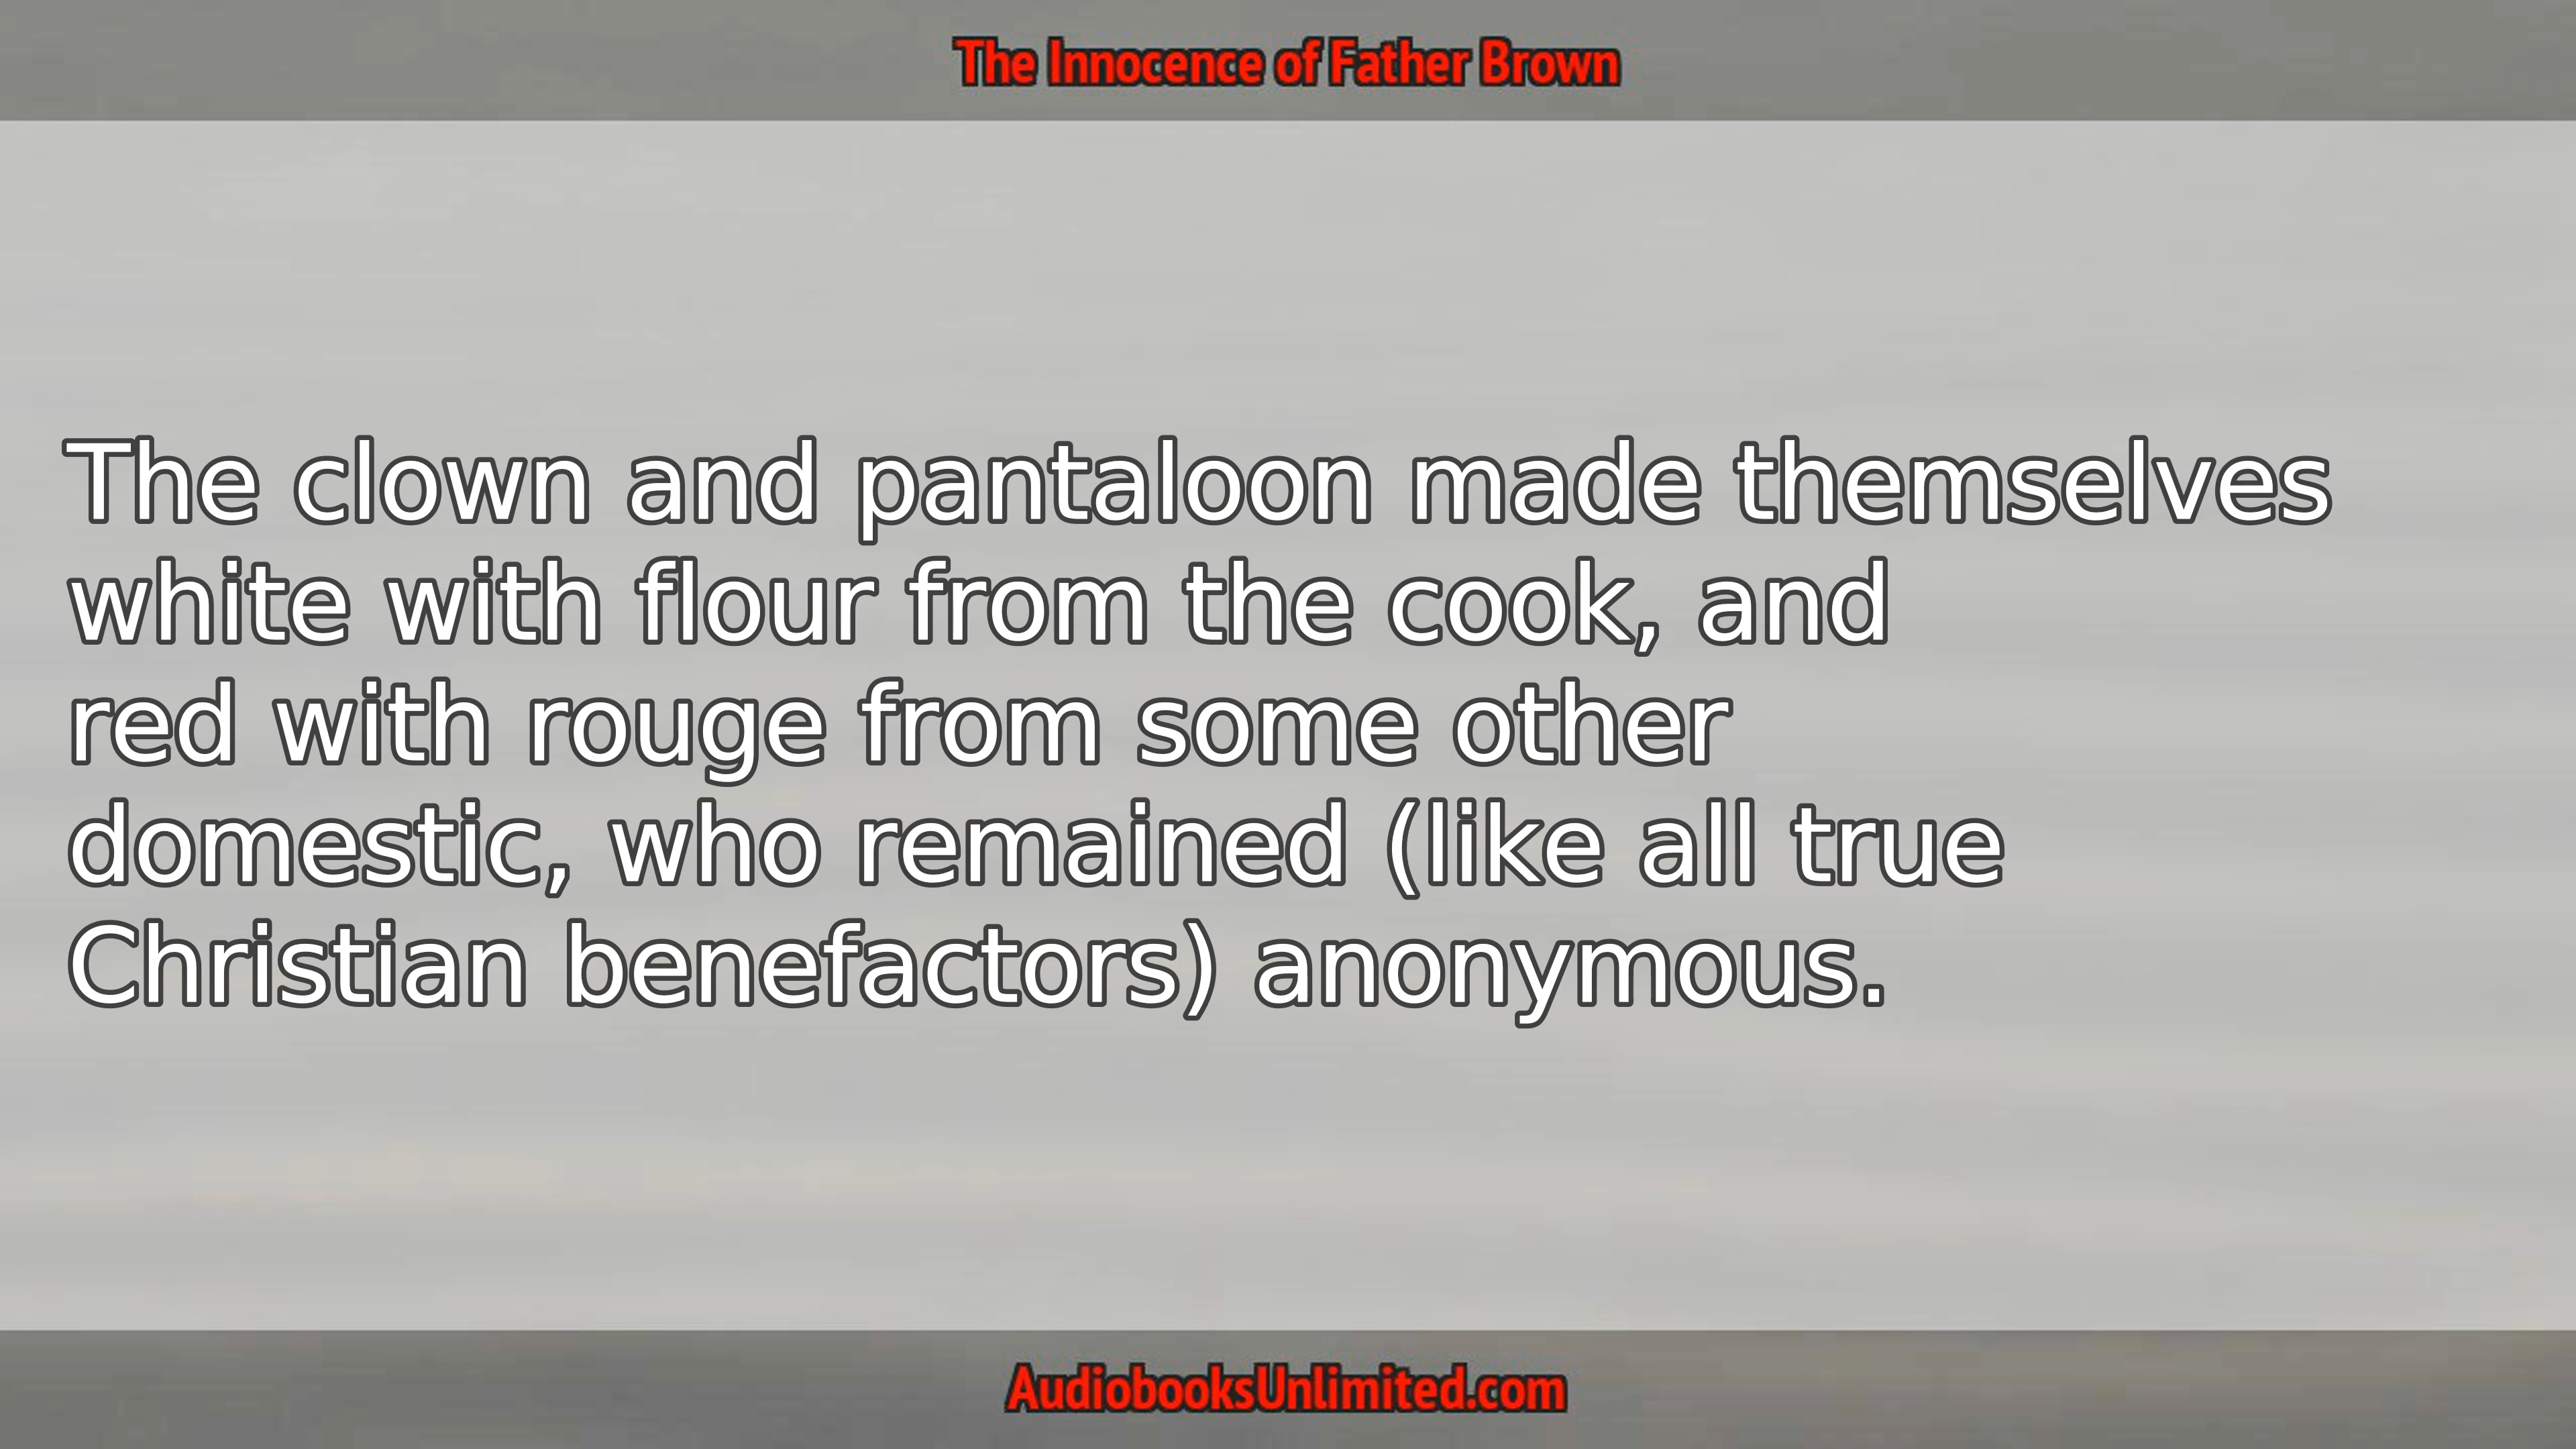 The Innocence of Father Brown
The clown and pantaloon made themselves
white with flour from the cook, and
red with rouge from some other
domestic, who remained (like all true
Christian benefactors) anonymous.
AudiobooksUnlimited.com